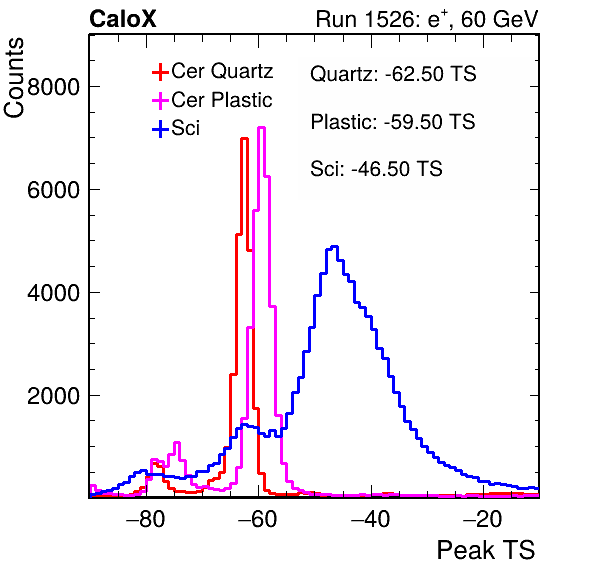 CaloX Run 1526: e⁺, 60 GeV
Counts
8000
6000
4000
2000
Cer Quartz
Cer Plastic
Sci
Quartz: -62.50 TS
Plastic: -59.50 TS
Sci: -46.50 TS
−80 −60 −40 −20
Peak TS